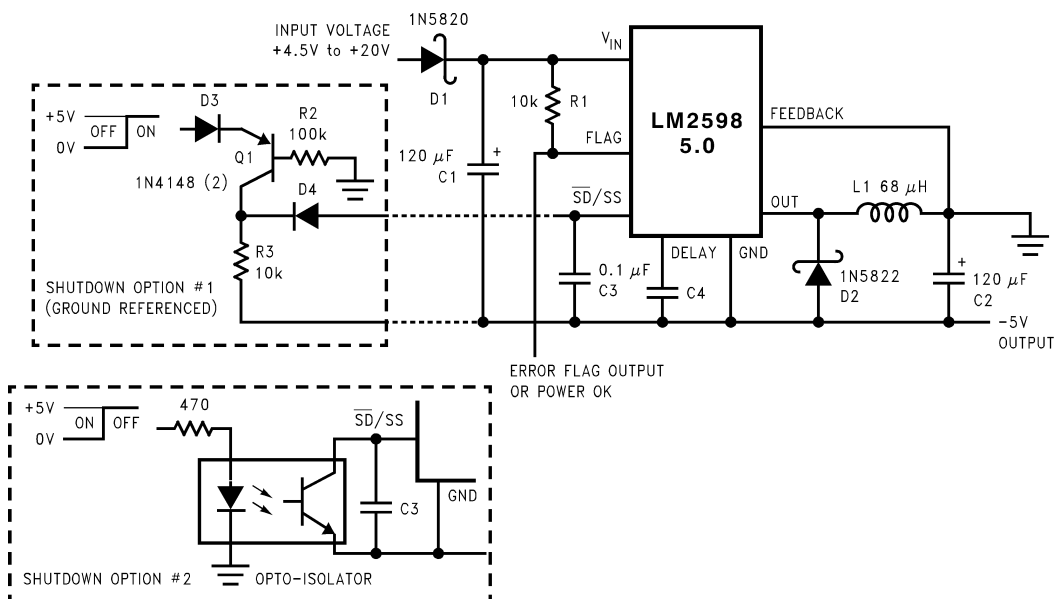 1N5820
INPUT VOLTAGE
+4.5V to +20V
D1
VIN
10k R1
FLAG
120 µF
+
C1
LM2598
5.0
FEEDBACK
OUT
L1 68 µH
SD/SS
DELAY
GND
0.1 µF
C3
C4
1N5822
D2
+
120 µF
C2
-5V
OUTPUT
ERROR FLAG OUTPUT
OR POWER OK
+5V
0V
OFF
ON
D3
R2
100k
Q1
1N4148 (2)
D4
R3
10k
SHUTDOWN OPTION #1
(GROUND REFERENCED)
+5V
0V
ON
OFF
470
SD/SS
GND
C3
SHUTDOWN OPTION #2
OPTO-ISOLATOR